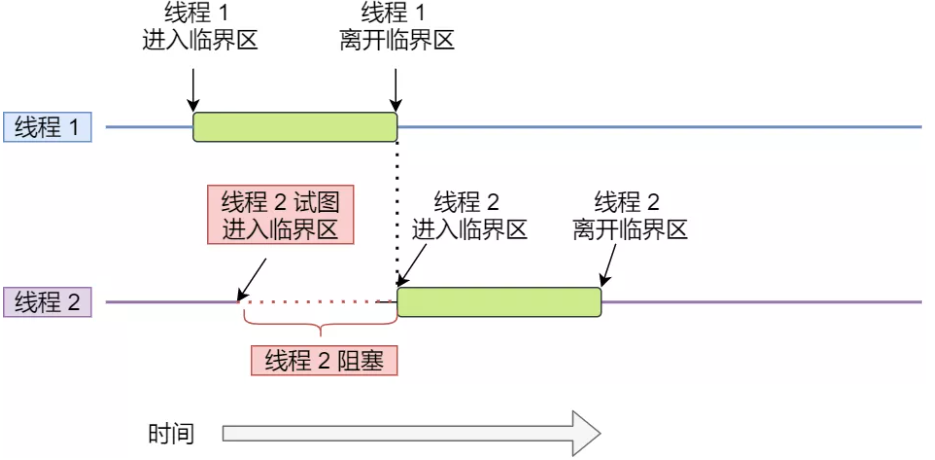 线程 1
进入临界区
线程 1
离开临界区
线程 1
线程 2 试图
进入临界区
线程 2
进入临界区
线程 2
离开临界区
线程 2
线程 2 阻塞
时间